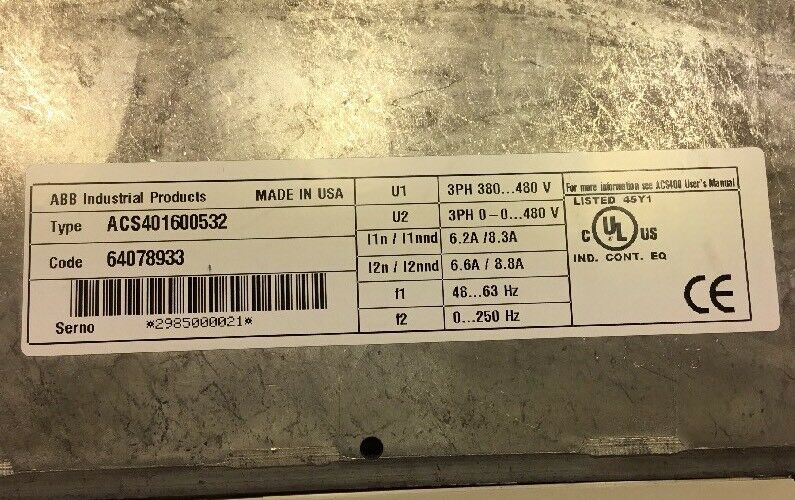 ABB Industrial Products MADE IN USA
Type ACS401600532
Code 64078933
Serno *2985000021*
U1 3PH 380...480 V
U2 3PH 0-0...480 V
I1n / I1nnd 6.2A /8.3A
I2n / I2nnd 6.6A / 8.8A
f1 48...63 Hz
f2 0...250 Hz
For more information see ACS400 User's Manual
LISTED 45Y1
C UL US
IND. CONT. EQ
CE